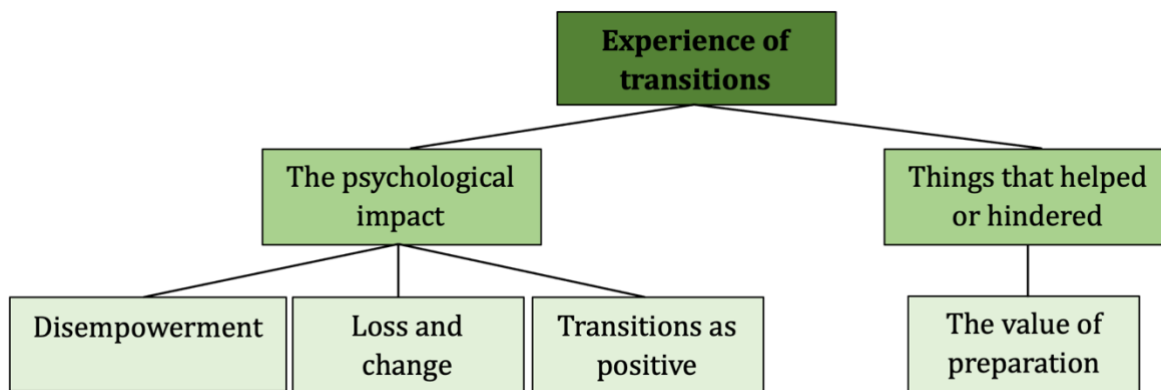 Experience of
transitions
The psychological
impact
Things that helped
or hindered
Disempowerment
Loss and
change
Transitions as
positive
The value of
preparation